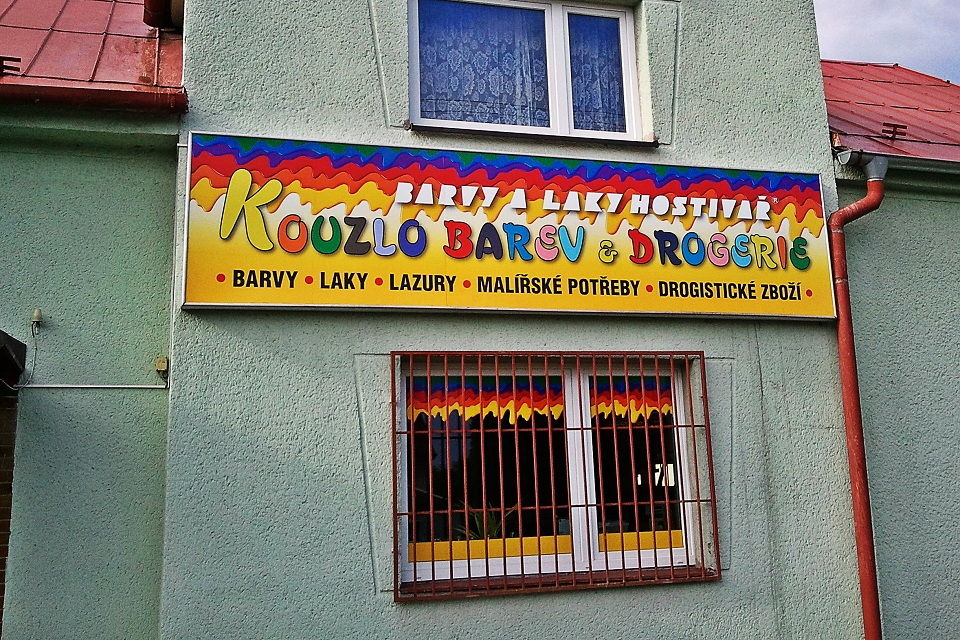 BARVY A LAKY HOSTIVAŘ®
KOUZLO BAREV & DROGERIE
• BARVY • LAKY • LAZURY • MALÍŘSKÉ POTŘEBY • DROGISTICKÉ ZBOŽÍ •